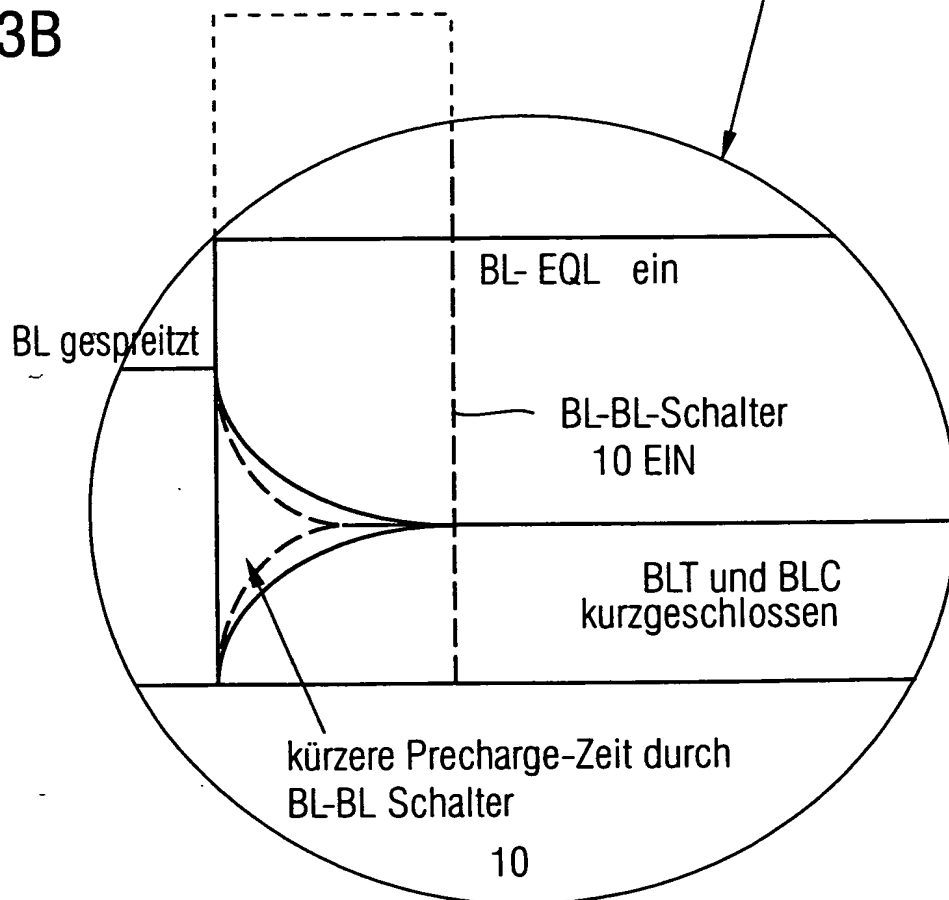 3B
BL- EQL ein
BL gespreitzt
BL-BL-Schalter
10 EIN
BLT und BLC
kurzgeschlossen
kürzere Precharge-Zeit durch
BL-BL Schalter
10